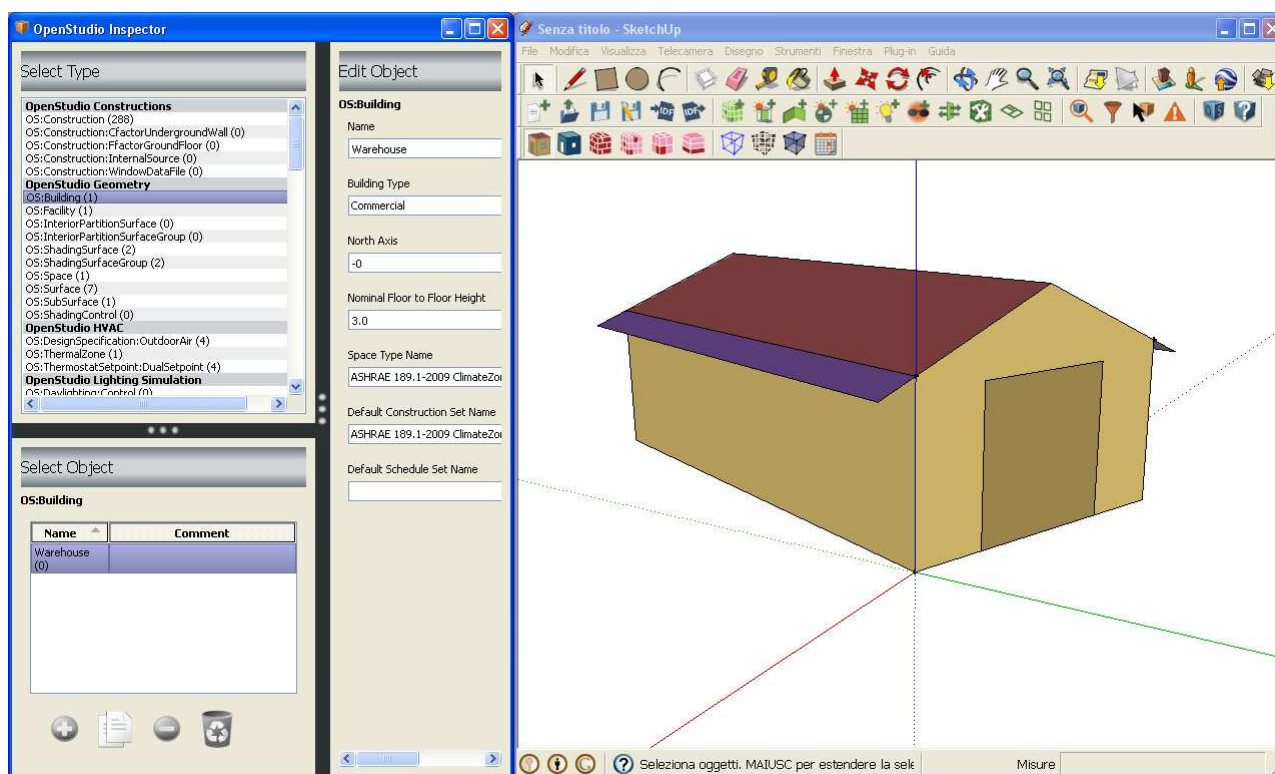 OpenStudio Inspector
Select Type
OpenStudio Constructions
OS:Construction (288)
OS:Construction:CfactorUndergroundWall (0)
OS:Construction:FfactorGroundFloor (0)
OS:Construction:InternalSource (0)
OS:Construction:WindowDataFile (0)
OpenStudio Geometry
OS:Building (1)
OS:Facility (1)
OS:InteriorPartitionSurface (0)
OS:InteriorPartitionSurfaceGroup (0)
OS:ShadingSurface (2)
OS:ShadingSurfaceGroup (2)
OS:Space (1)
OS:Surface (7)
OS:SubSurface (1)
OS:ShadingControl (0)
OpenStudio HVAC
OS:DesignSpecification:OutdoorAir (4)
OS:ThermalZone (1)
OS:ThermostatSetpoint:DualSetpoint (4)
OpenStudio Lighting Simulation
OS:Daylighting:Control (0)
Select Object
OS:Building
Name Comment
Warehouse
(0)
Edit Object
OS:Building
Name
Warehouse
Building Type
Commercial
North Axis
-0
Nominal Floor to Floor Height
3.0
Space Type Name
ASHRAE 189.1-2009 ClimateZo
Default Construction Set Name
ASHRAE 189.1-2009 ClimateZo
Default Schedule Set Name
Senza titolo - SketchUp
File Modifica Visualizza Telecamera Disegno Strumenti Finestra Plug-in Guida
IDF IDF
Seleziona oggetti. MAIUSC per estendere la sele
Misure